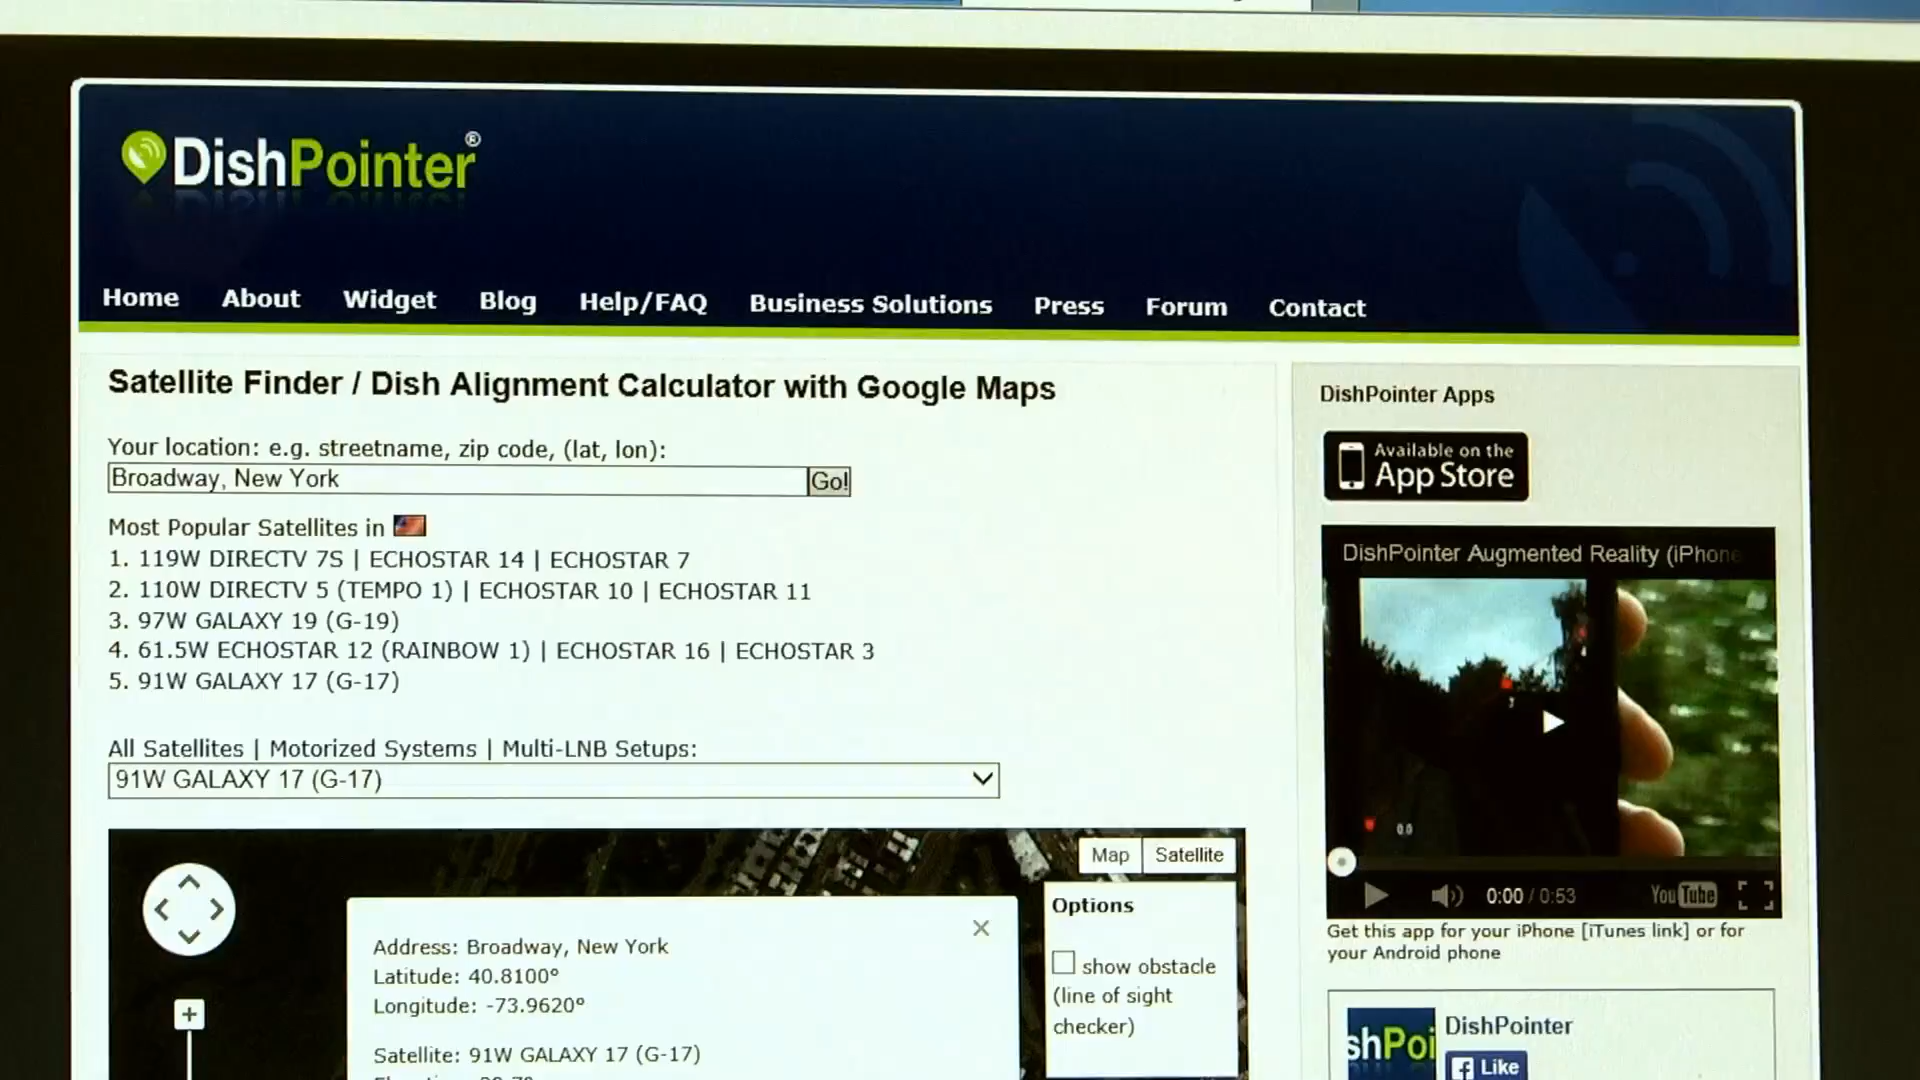 DishPointer®
Home About Widget Blog Help/FAQ Business Solutions Press Forum Contact
Satellite Finder / Dish Alignment Calculator with Google Maps
Your location: e.g. streetname, zip code, (lat, lon):
Broadway, New York Go!
Most Popular Satellites in
1. 119W DIRECTV 7S | ECHOSTAR 14 | ECHOSTAR 7
2. 110W DIRECTV 5 (TEMPO 1) | ECHOSTAR 10 | ECHOSTAR 11
3. 97W GALAXY 19 (G-19)
4. 61.5W ECHOSTAR 12 (RAINBOW 1) | ECHOSTAR 16 | ECHOSTAR 3
5. 91W GALAXY 17 (G-17)
All Satellites | Motorized Systems | Multi-LNB Setups:
91W GALAXY 17 (G-17)
Map Satellite
Options
show obstacle
(line of sight
checker)
Address: Broadway, New York
Latitude: 40.8100°
Longitude: -73.9620°
Satellite: 91W GALAXY 17 (G-17)
DishPointer Apps
Available on the
App Store
DishPointer Augmented Reality (iPhone
0.0
0:00 / 0:53 YouTube
Get this app for your iPhone [iTunes link] or for
your Android phone
shPoi
DishPointer
Like